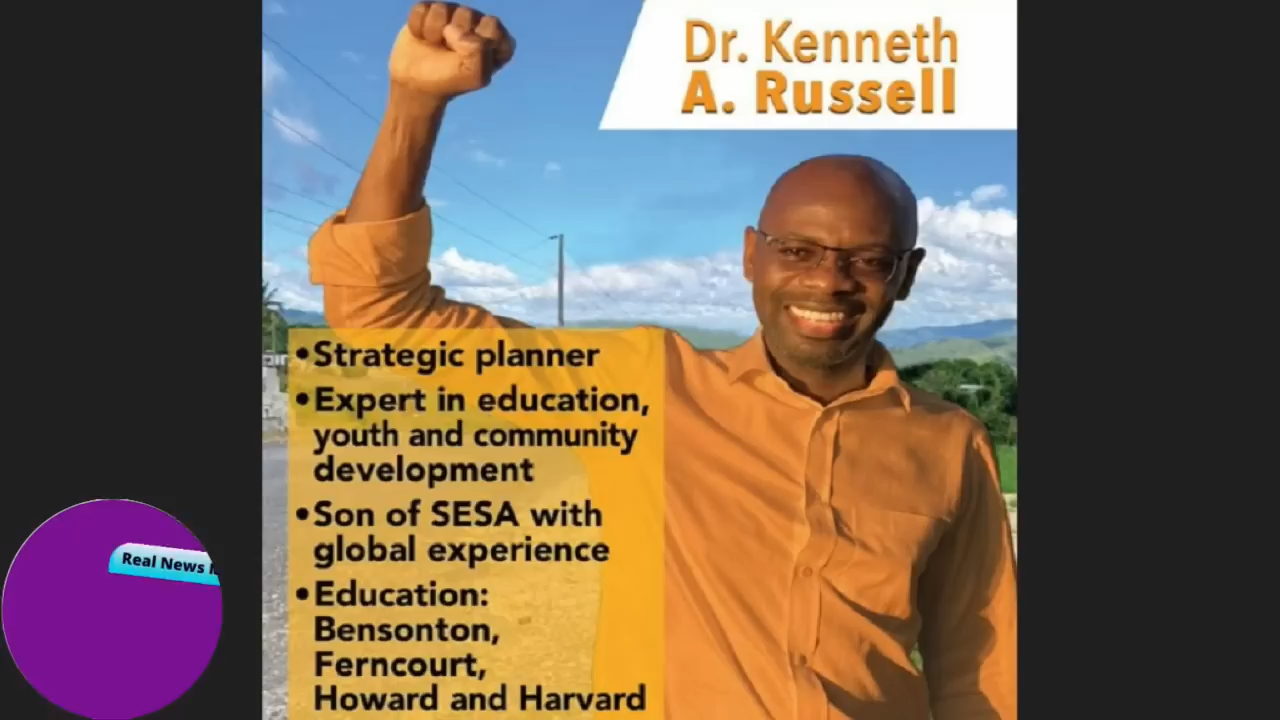 Dr. Kenneth
A. Russell
•Strategic planner
•Expert in education,
youth and community
development
•Son of SESA with
global experience
•Education:
Bensonton,
Ferncourt,
Howard and Harvard
Real News